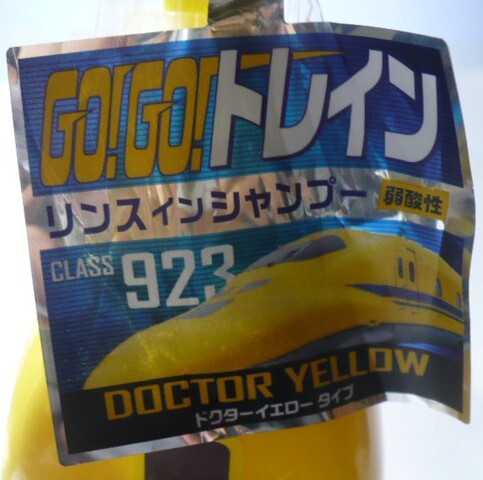 GO!GO!トレイン
リンスインシャンプー 弱酸性
CLASS 923
DOCTOR YELLOW
ドクターイエロー タイプ